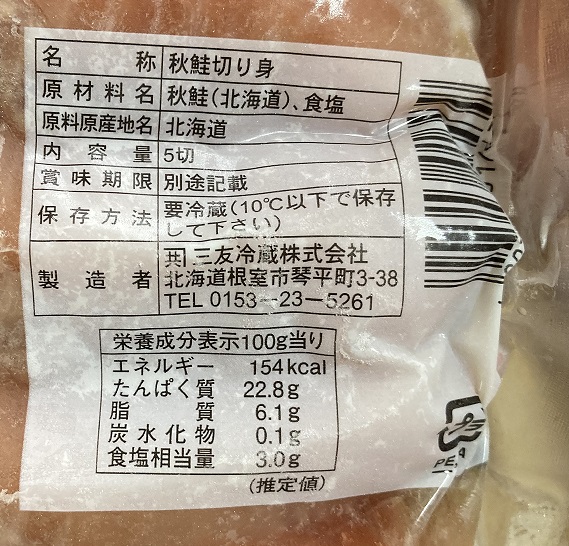 名称 秋鮭切り身
原材料名 秋鮭(北海道)、食塩
原料原産地名 北海道
内容量 5切
賞味期限 別途記載
保存方法 要冷蔵(10℃以下で保存
して下さい)
製造者 三友冷蔵株式会社
北海道根室市琴平町3-38
TEL 0153-23-5261
栄養成分表示100g当り
エネルギー 154kcal
たんぱく質 22.8g
脂質 6.1g
炭水化物 0.1g
食塩相当量 3.0g
(推定値)